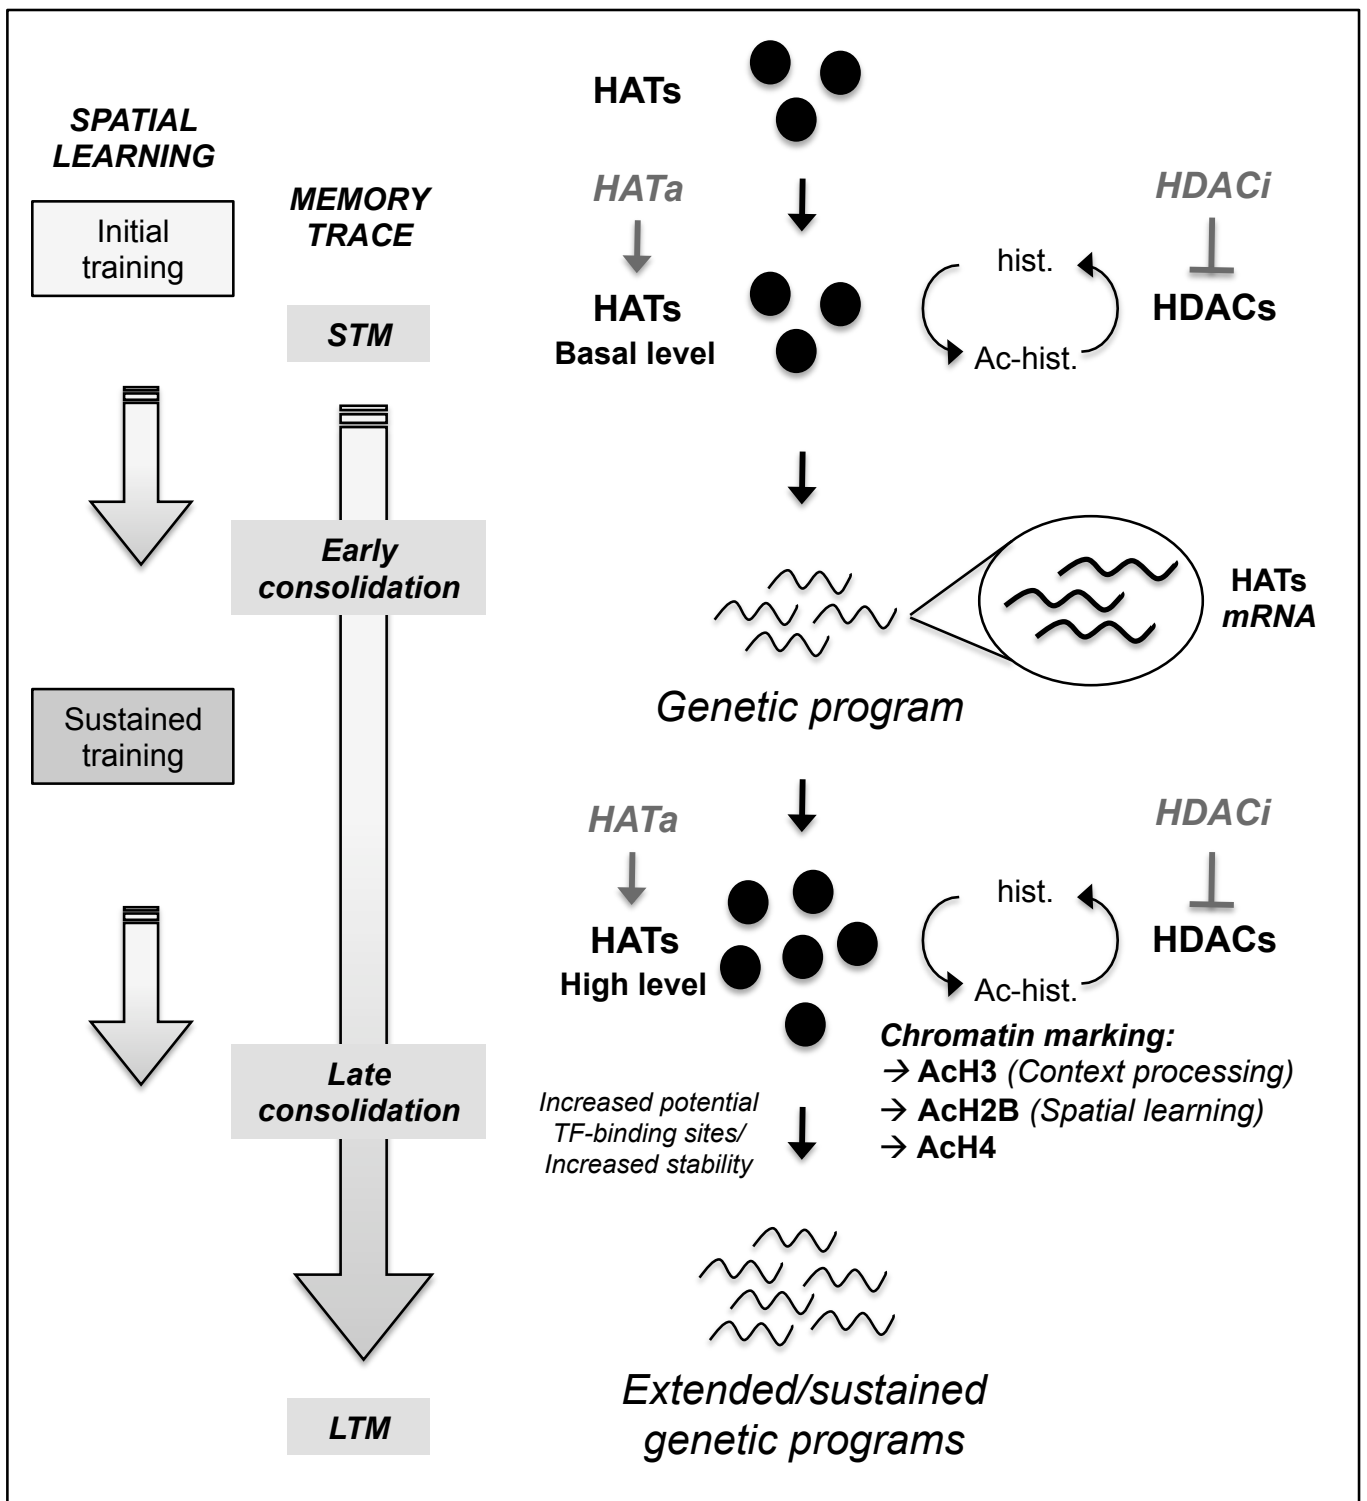 SPATIAL
LEARNING
Initial
training
MEMORY
TRACE
STM
HATs
HATa
HATs
Basal level
hist.
Ac-hist.
HDACi
HDACs
Early
consolidation
HATs
mRNA
Genetic program
Sustained
training
HATa
HATs
High level
hist.
Ac-hist.
HDACi
HDACs
Chromatin marking:
→ AcH3 (Context processing)
→ AcH2B (Spatial learning)
→ AcH4
Late
consolidation
Increased potential
TF-binding sites/
Increased stability
Extended/sustained
genetic programs
LTM